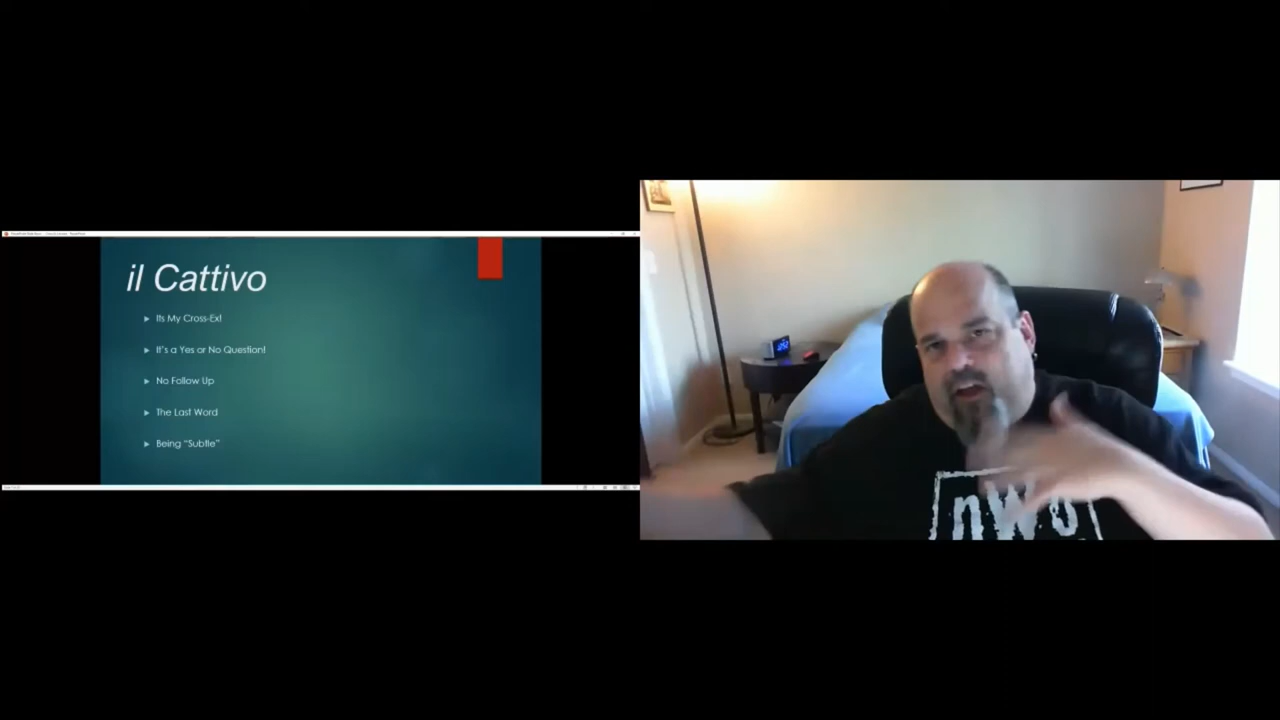 il Cattivo
Its My Cross-Ex!
It's a Yes or No Question!
No Follow Up
The Last Word
Being "Subtle"
nWo